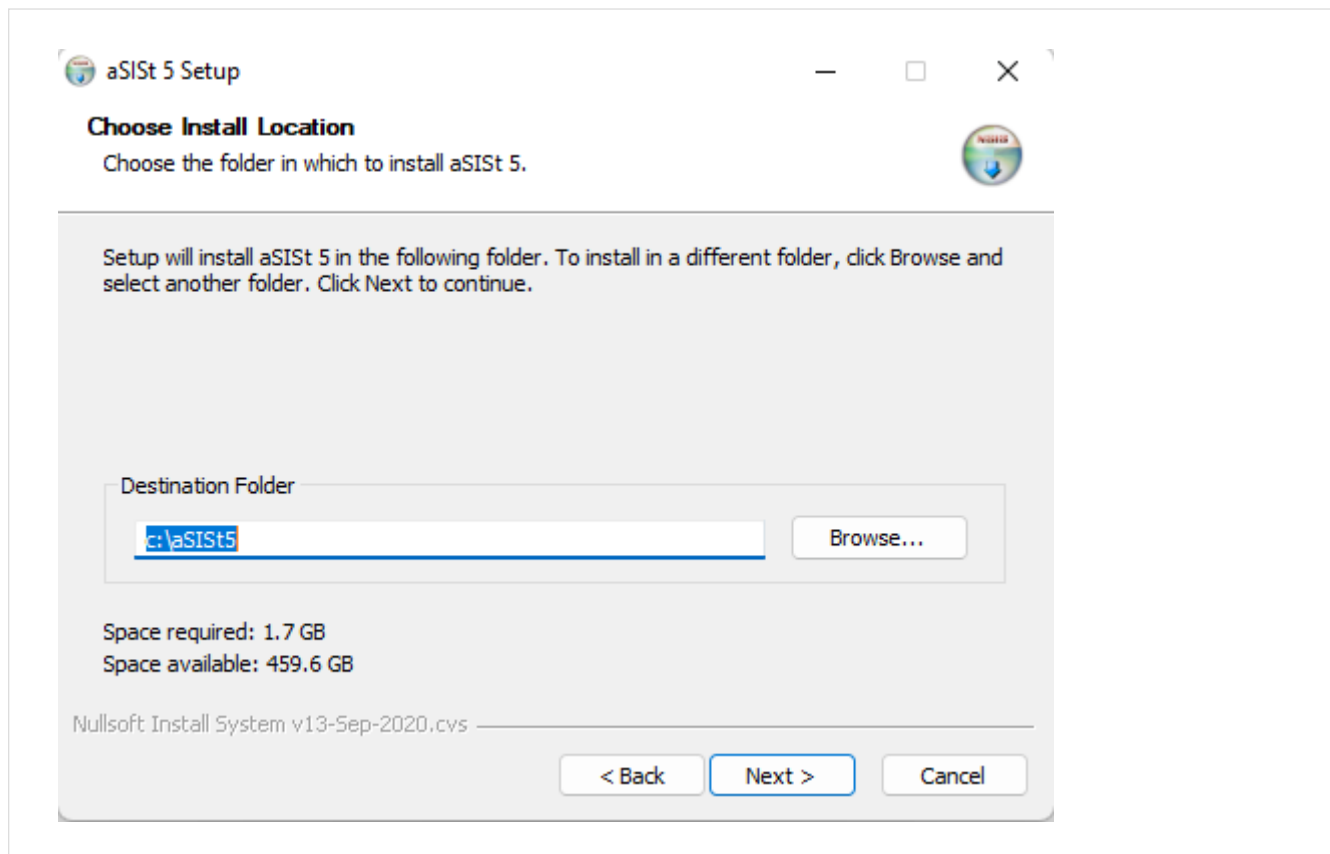 aSISt 5 Setup
Choose Install Location
Choose the folder in which to install aSISt 5.
Setup will install aSISt 5 in the following folder. To install in a different folder, click Browse and
select another folder. Click Next to continue.
Destination Folder
c:\aSISt5
Browse...
Space required: 1.7 GB
Space available: 459.6 GB
Nullsoft Install System v13-Sep-2020.cvs
< Back
Next >
Cancel